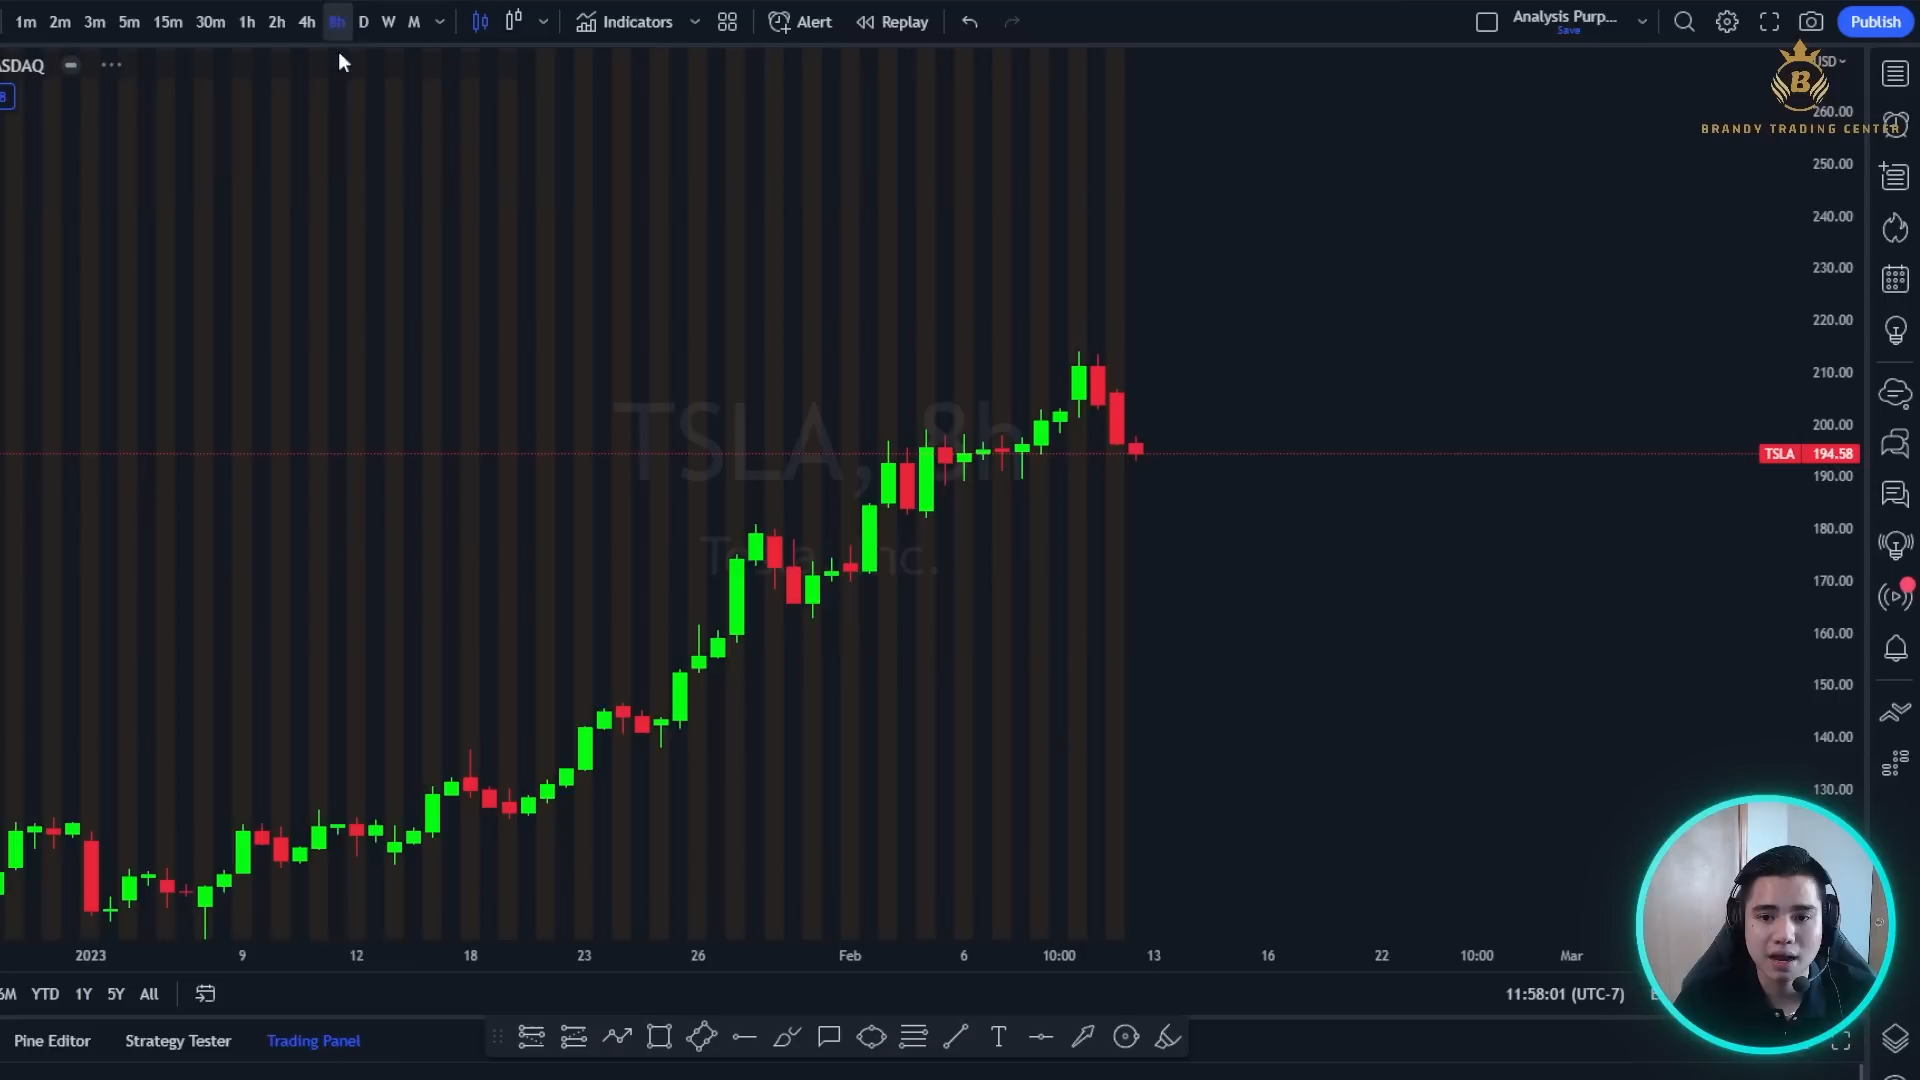 1m 2m 3m 5m 15m 30m 1h 2h 4h 8h D W M Indicators Alert Replay Analysis Purp... Save Publish
ASDAQ
8
USD
B
BRANDY TRADING CENTER
260.00
250.00
240.00
230.00
220.00
210.00
200.00
TSLA 194.58
190.00
180.00
170.00
160.00
150.00
140.00
130.00
TSLA, 8h
Tesla, Inc.
2023 9 12 18 23 26 Feb 6 10:00 13 16 22 10:00 Mar
6M YTD 1Y 5Y All 11:58:01 (UTC-7)
Pine Editor Strategy Tester Trading Panel T